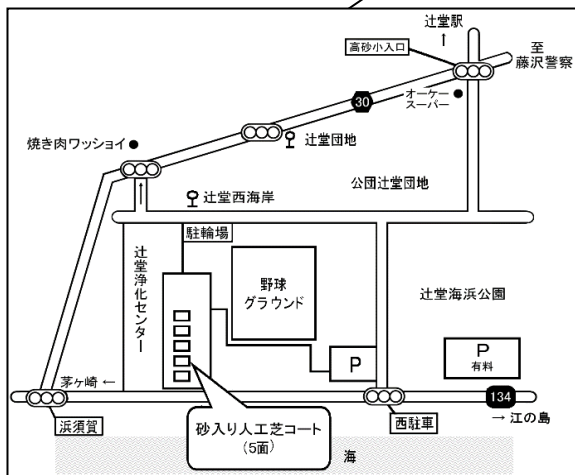 辻堂駅
↑
高砂小入口
至
藤沢警察
オーケー
スーパー
30
焼き肉ワッショイ
辻堂団地
辻堂西海岸
公団辻堂団地
駐輪場
辻堂浄化センター
野球
グラウンド
辻堂海浜公園
P
P
有料
茅ヶ崎 ←
浜須賀
砂入り人工芝コート
(5面)
西駐車
134
→ 江の島
海